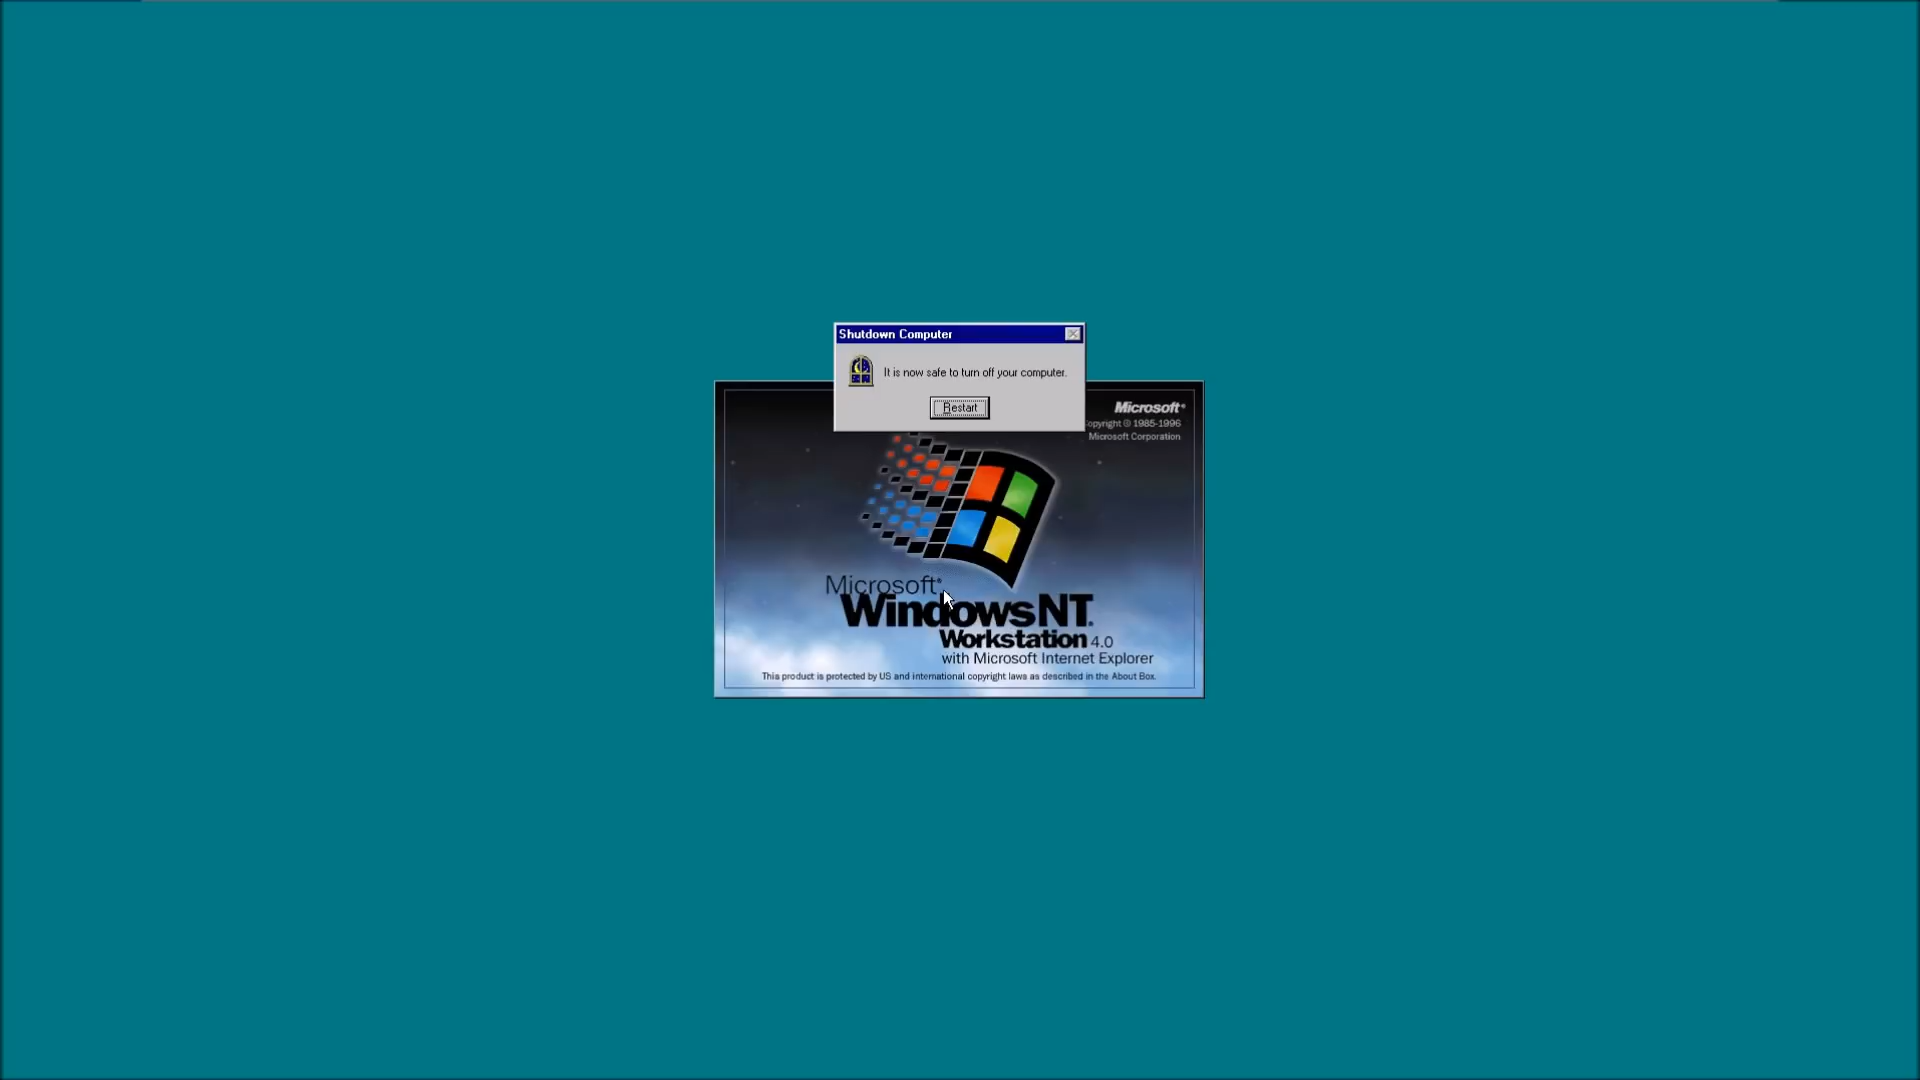 Shutdown Computer
It is now safe to turn off your computer.
Restart
Microsoft®
opyright © 1985-1996
Microsoft Corporation
Microsoft®
WindowsNT®
Workstation 4.0
with Microsoft Internet Explorer
This product is protected by US and international copyright laws as described in the About Box.